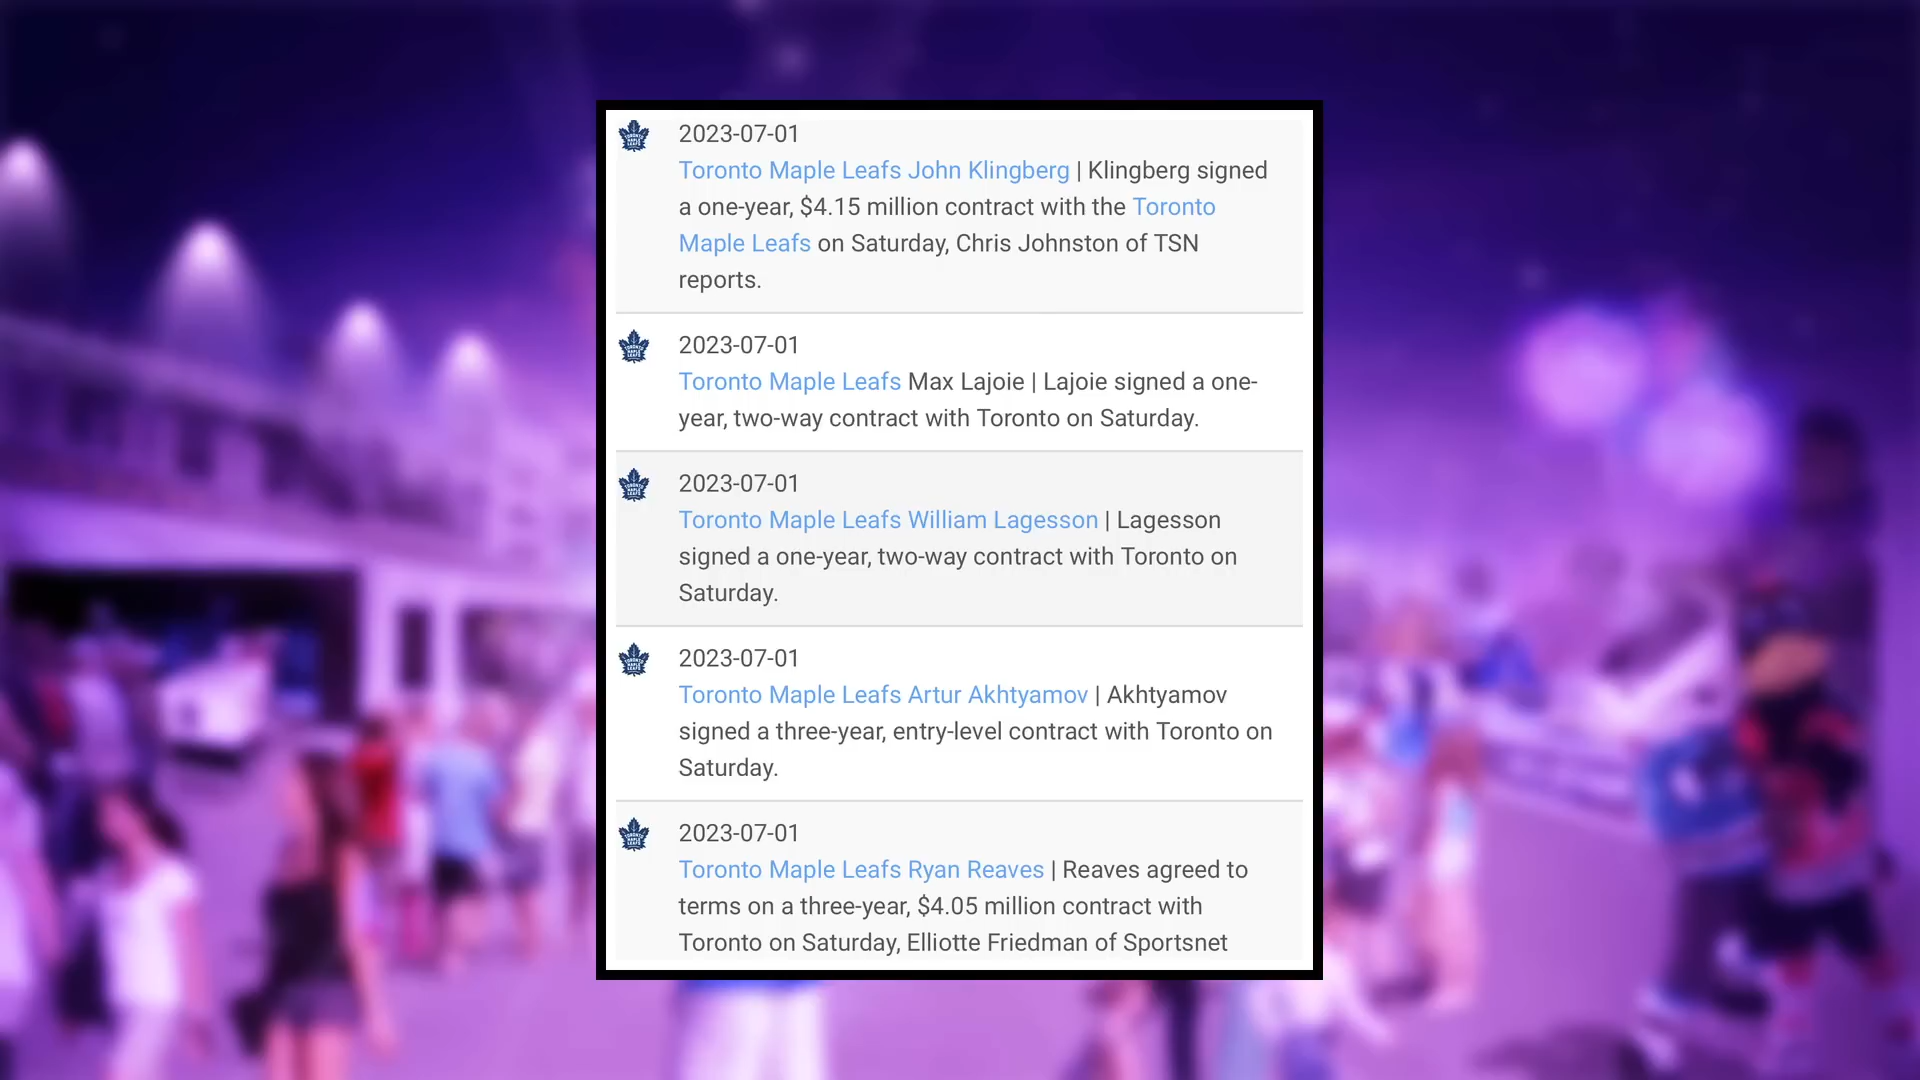 2023-07-01
Toronto Maple Leafs John Klingberg | Klingberg signed
a one-year, $4.15 million contract with the Toronto
Maple Leafs on Saturday, Chris Johnston of TSN
reports.
2023-07-01
Toronto Maple Leafs Max Lajoie | Lajoie signed a one-
year, two-way contract with Toronto on Saturday.
2023-07-01
Toronto Maple Leafs William Lagesson | Lagesson
signed a one-year, two-way contract with Toronto on
Saturday.
2023-07-01
Toronto Maple Leafs Artur Akhtyamov | Akhtyamov
signed a three-year, entry-level contract with Toronto on
Saturday.
2023-07-01
Toronto Maple Leafs Ryan Reaves | Reaves agreed to
terms on a three-year, $4.05 million contract with
Toronto on Saturday, Elliotte Friedman of Sportsnet